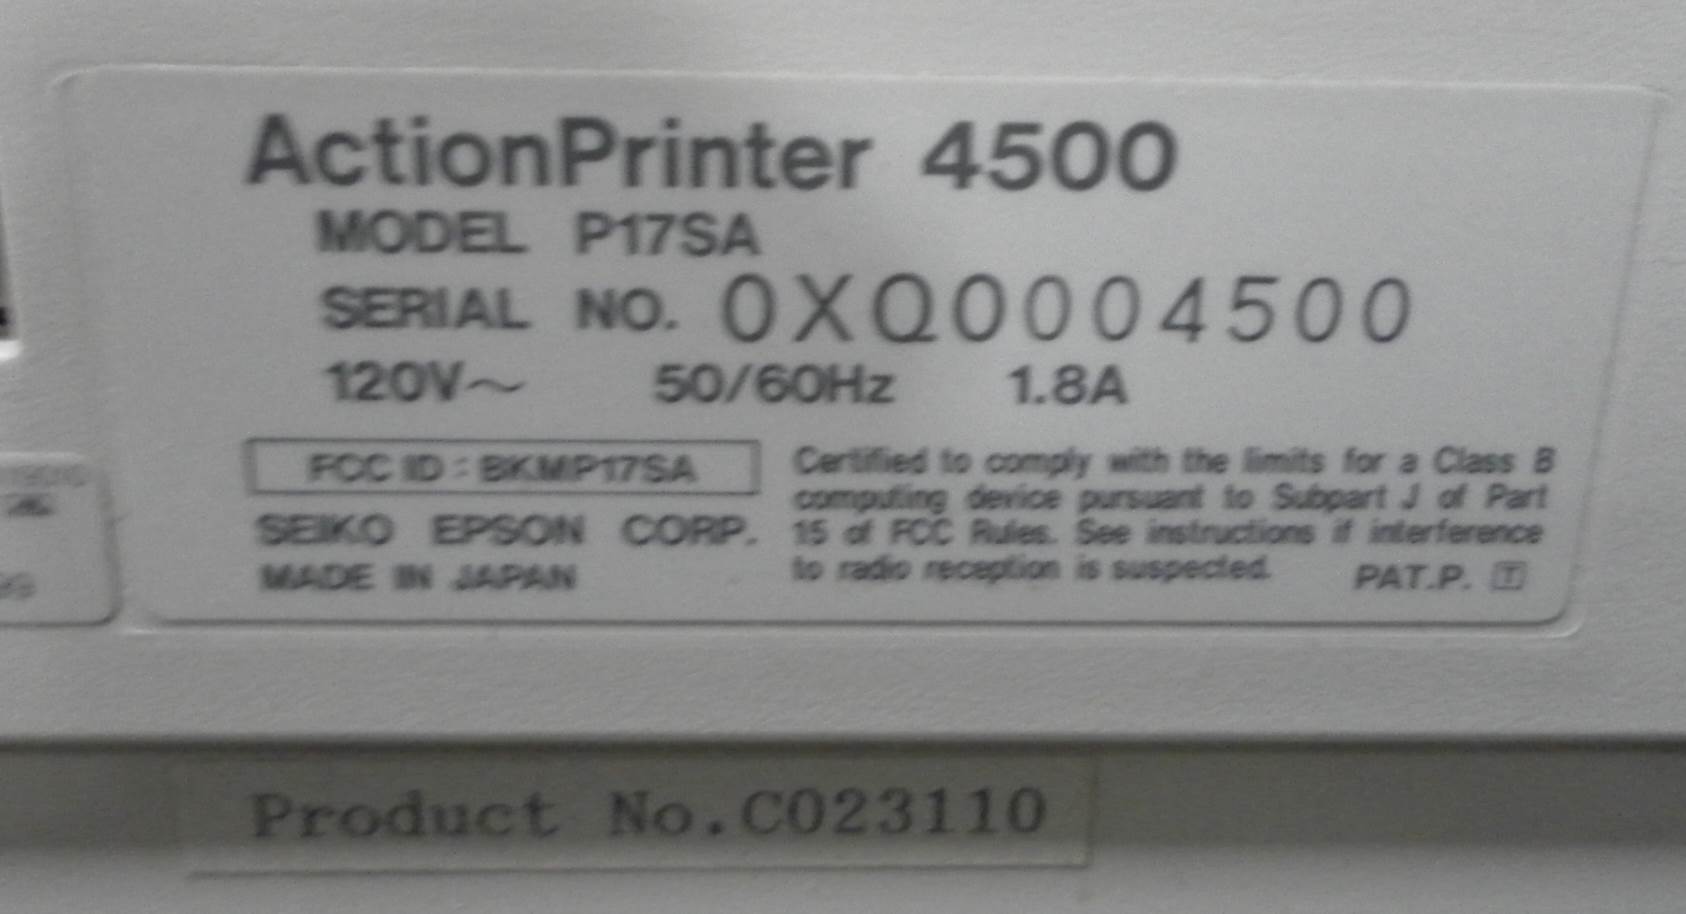 ActionPrinter 4500
MODEL P17SA
SERIAL NO. 0XQ0004500
120V~ 50/60Hz 1.8A
FCC ID : BKMP17SA
SEIKO EPSON CORP.
MADE IN JAPAN
Certified to comply with the limits for a Class B
computing device pursuant to Subpart J of Part
15 of FCC Rules. See instructions if interference
to radio reception is suspected.
PAT.P. T
Product No.C023110